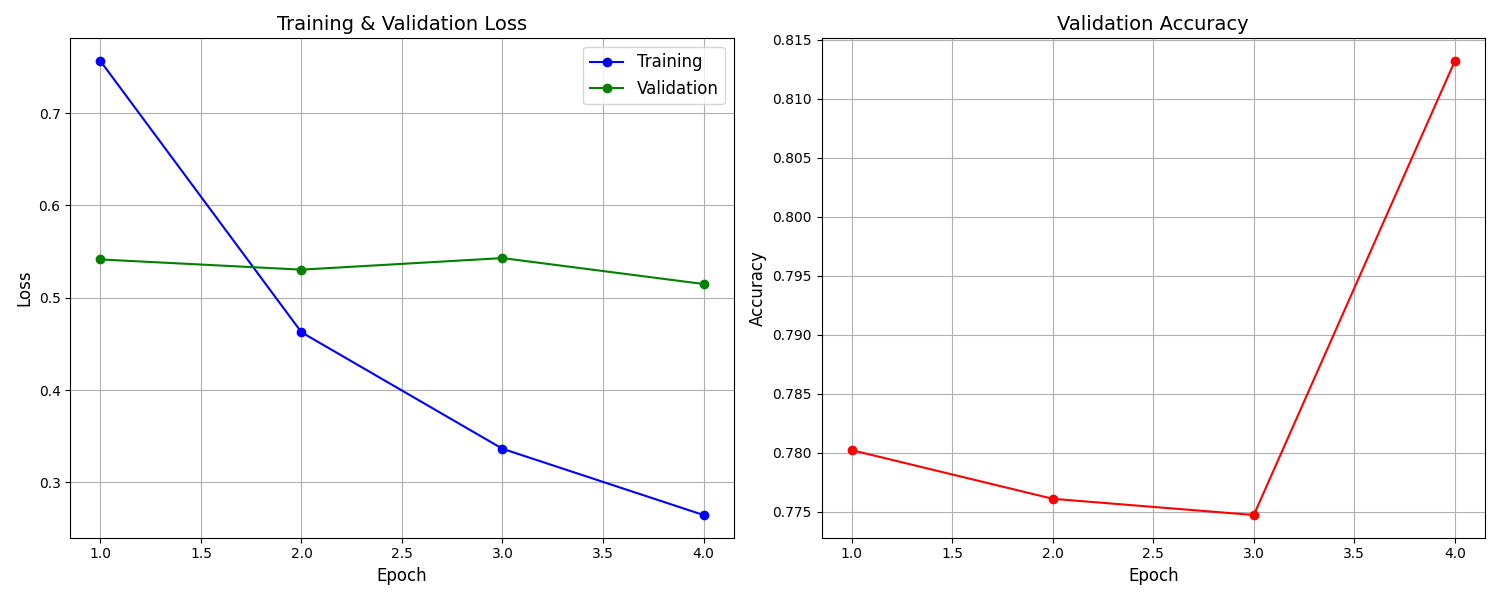 Training & Validation Loss
Training
Validation
0.7
0.6
0.5
0.4
0.3
Loss
1.0 1.5 2.0 2.5 3.0 3.5 4.0
Epoch
Validation Accuracy
0.815
0.810
0.805
0.800
0.795
0.790
0.785
0.780
0.775
Accuracy
1.0 1.5 2.0 2.5 3.0 3.5 4.0
Epoch